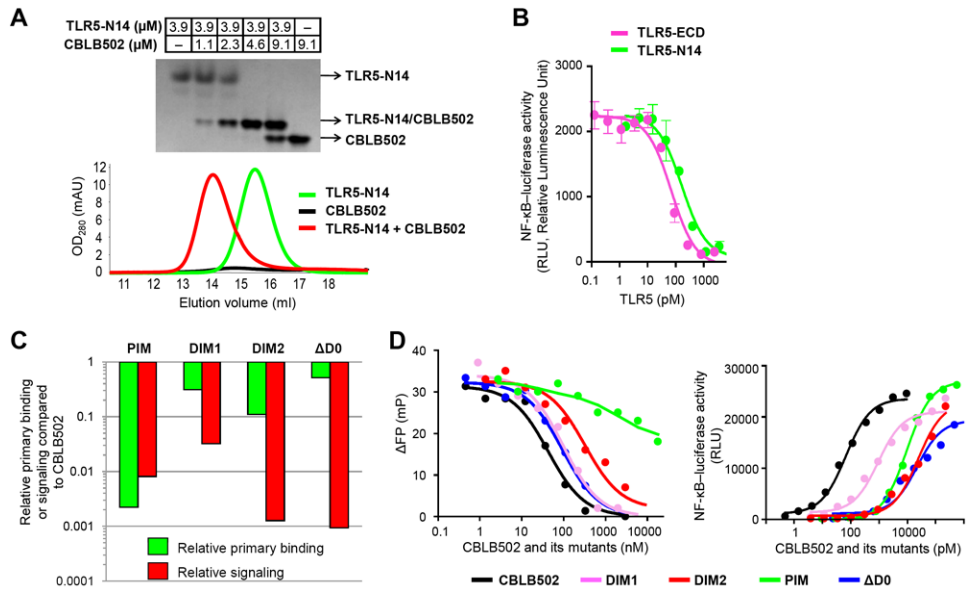 A
TLR5-N14 (μM) 3.9 3.9 3.9 3.9 3.9 –
CBLB502 (μM) – 1.1 2.3 4.6 9.1 9.1
TLR5-N14
TLR5-N14/CBLB502
CBLB502
12
10
8
6
4
2
0
OD280 (mAU)
TLR5-N14
CBLB502
TLR5-N14 + CBLB502
11 12 13 14 15 16 17 18
Elution volume (ml)
B
TLR5-ECD
TLR5-N14
NF-κB–luciferase activity
(RLU, Relative Luminescence Unit)
3000
2000
1000
0
0.1 1 10 100 1000
TLR5 (pM)
C
PIM DIM1 DIM2 ΔD0
Relative primary binding
or signaling compared
to CBLB502
1
0.1
0.01
0.001
0.0001
Relative primary binding
Relative signaling
D
ΔFP (mP)
40
30
20
10
0
0.1 1 10 100 1000 10000
CBLB502 and its mutants (nM)
NF-κB–luciferase activity
(RLU)
30000
20000
10000
0
1 100 10000
CBLB502 and its mutants (pM)
CBLB502 DIM1 DIM2 PIM ΔD0